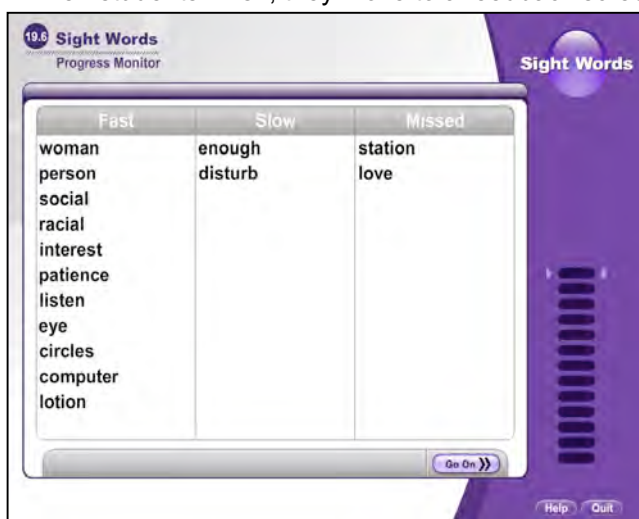 19.6 Sight Words
Progress Monitor
Sight Words
Fast Slow Missed
woman enough station
person disturb love
social
racial
interest
patience
listen
eye
circles
computer
lotion
Go On
Help Quit